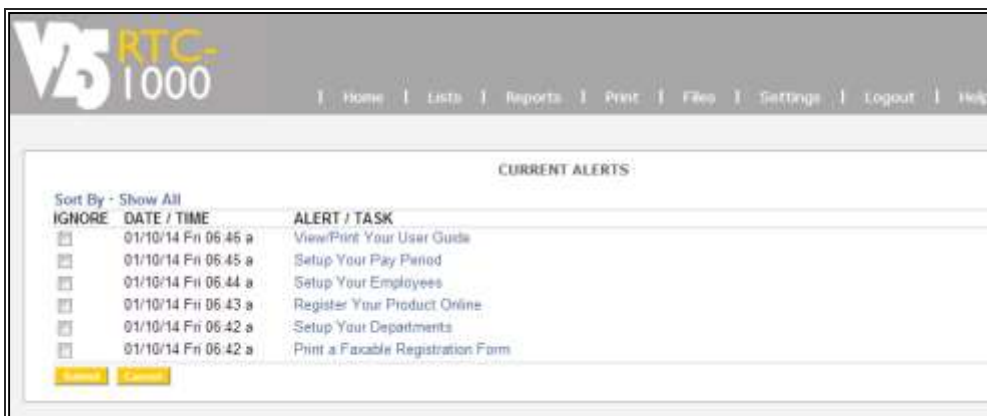 V25 RTC-
1000
| Home | Lists | Reports | Print | Files | Settings | Logout | Help
CURRENT ALERTS
Sort By - Show All
IGNORE DATE / TIME ALERT / TASK
01/10/14 Fri 06:46 a View/Print Your User Guide
01/10/14 Fri 06:45 a Setup Your Pay Period
01/10/14 Fri 06:44 a Setup Your Employees
01/10/14 Fri 06:43 a Register Your Product Online
01/10/14 Fri 06:42 a Setup Your Departments
01/10/14 Fri 06:42 a Print a Faxable Registration Form
Submit Cancel